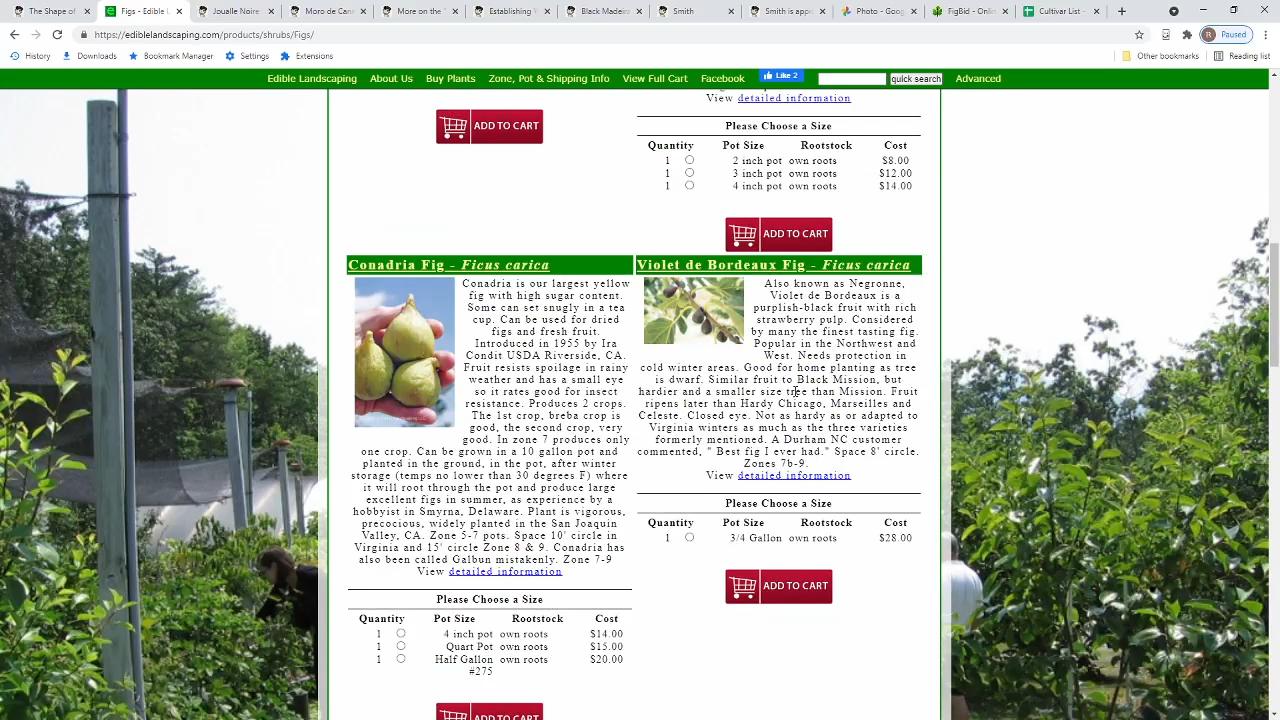 The Shape of
Figs - Edible
Joualle Noire
More de Can
More on the
Establishing
Black Madeir
Smith
Smith is app
Photo - Goog
FigBid - Onlin
Cultivar List -
https://edibelandscaping.com/products/shrubs/Figs/
R Paused
History Downloads Bookmark Manager Settings Extensions Other bookmarks Reading list
Edible Landscaping About Us Buy Plants Zone, Pot & Shipping Info View Full Cart Facebook Like 2 quick search Advanced
ADD TO CART
View detailed information
Please Choose a Size
Quantity Pot Size Rootstock Cost
1 2 inch pot own roots $8.00
1 3 inch pot own roots $12.00
1 4 inch pot own roots $14.00
ADD TO CART
Conadria Fig - Ficus carica
Conadria is our largest yellow
fig with high sugar content.
Some can set snugly in a tea
cup. Can be used for dried
figs and fresh fruit.
Introduced in 1955 by Ira
Condit USDA Riverside, CA.
Fruit resists spoilage in rainy
weather and has a small eye
so it rates good for insect
resistance. Produces 2 crops.
The 1st crop, breba crop is
good, the second crop, very
good. In zone 7 produces only
one crop. Can be grown in a 10 gallon pot and
planted in the ground, in the pot, after winter
storage (temps no lower than 30 degrees F) where
it will root through the pot and produce large
excellent figs in summer, as experience by a
hobbyist in Smyrna, Delaware. Plant is vigorous,
precocious, widely planted in the San Joaquin
Valley, CA. Zone 5-7 pots. Space 10' circle in
Virginia and 15' circle Zone 8 & 9. Conadria has
also been called Galbun mistakenly. Zone 7-9
View detailed information
Please Choose a Size
Quantity Pot Size Rootstock Cost
1 4 inch pot own roots $14.00
1 Quart Pot own roots $15.00
1 Half Gallon own roots $20.00
#275
ADD TO CART
Violet de Bordeaux Fig - Ficus carica
Also known as Negronne,
Violet de Bordeaux is a
purplish-black fruit with rich
strawberry pulp. Considered
by many the finest tasting fig.
Popular in the Northwest and
West. Needs protection in
cold winter areas. Good for home planting as tree
is dwarf. Similar fruit to Black Mission, but
hardier and a smaller size tree than Mission. Fruit
ripens later than Hardy Chicago, Marseilles and
Celeste. Closed eye. Not as hardy as or adapted to
Virginia winters as much as the three varieties
formerly mentioned. A Durham NC customer
commented, " Best fig I ever had." Space 8' circle.
Zones 7b-9.
View detailed information
Please Choose a Size
Quantity Pot Size Rootstock Cost
1 3/4 Gallon own roots $28.00
ADD TO CART